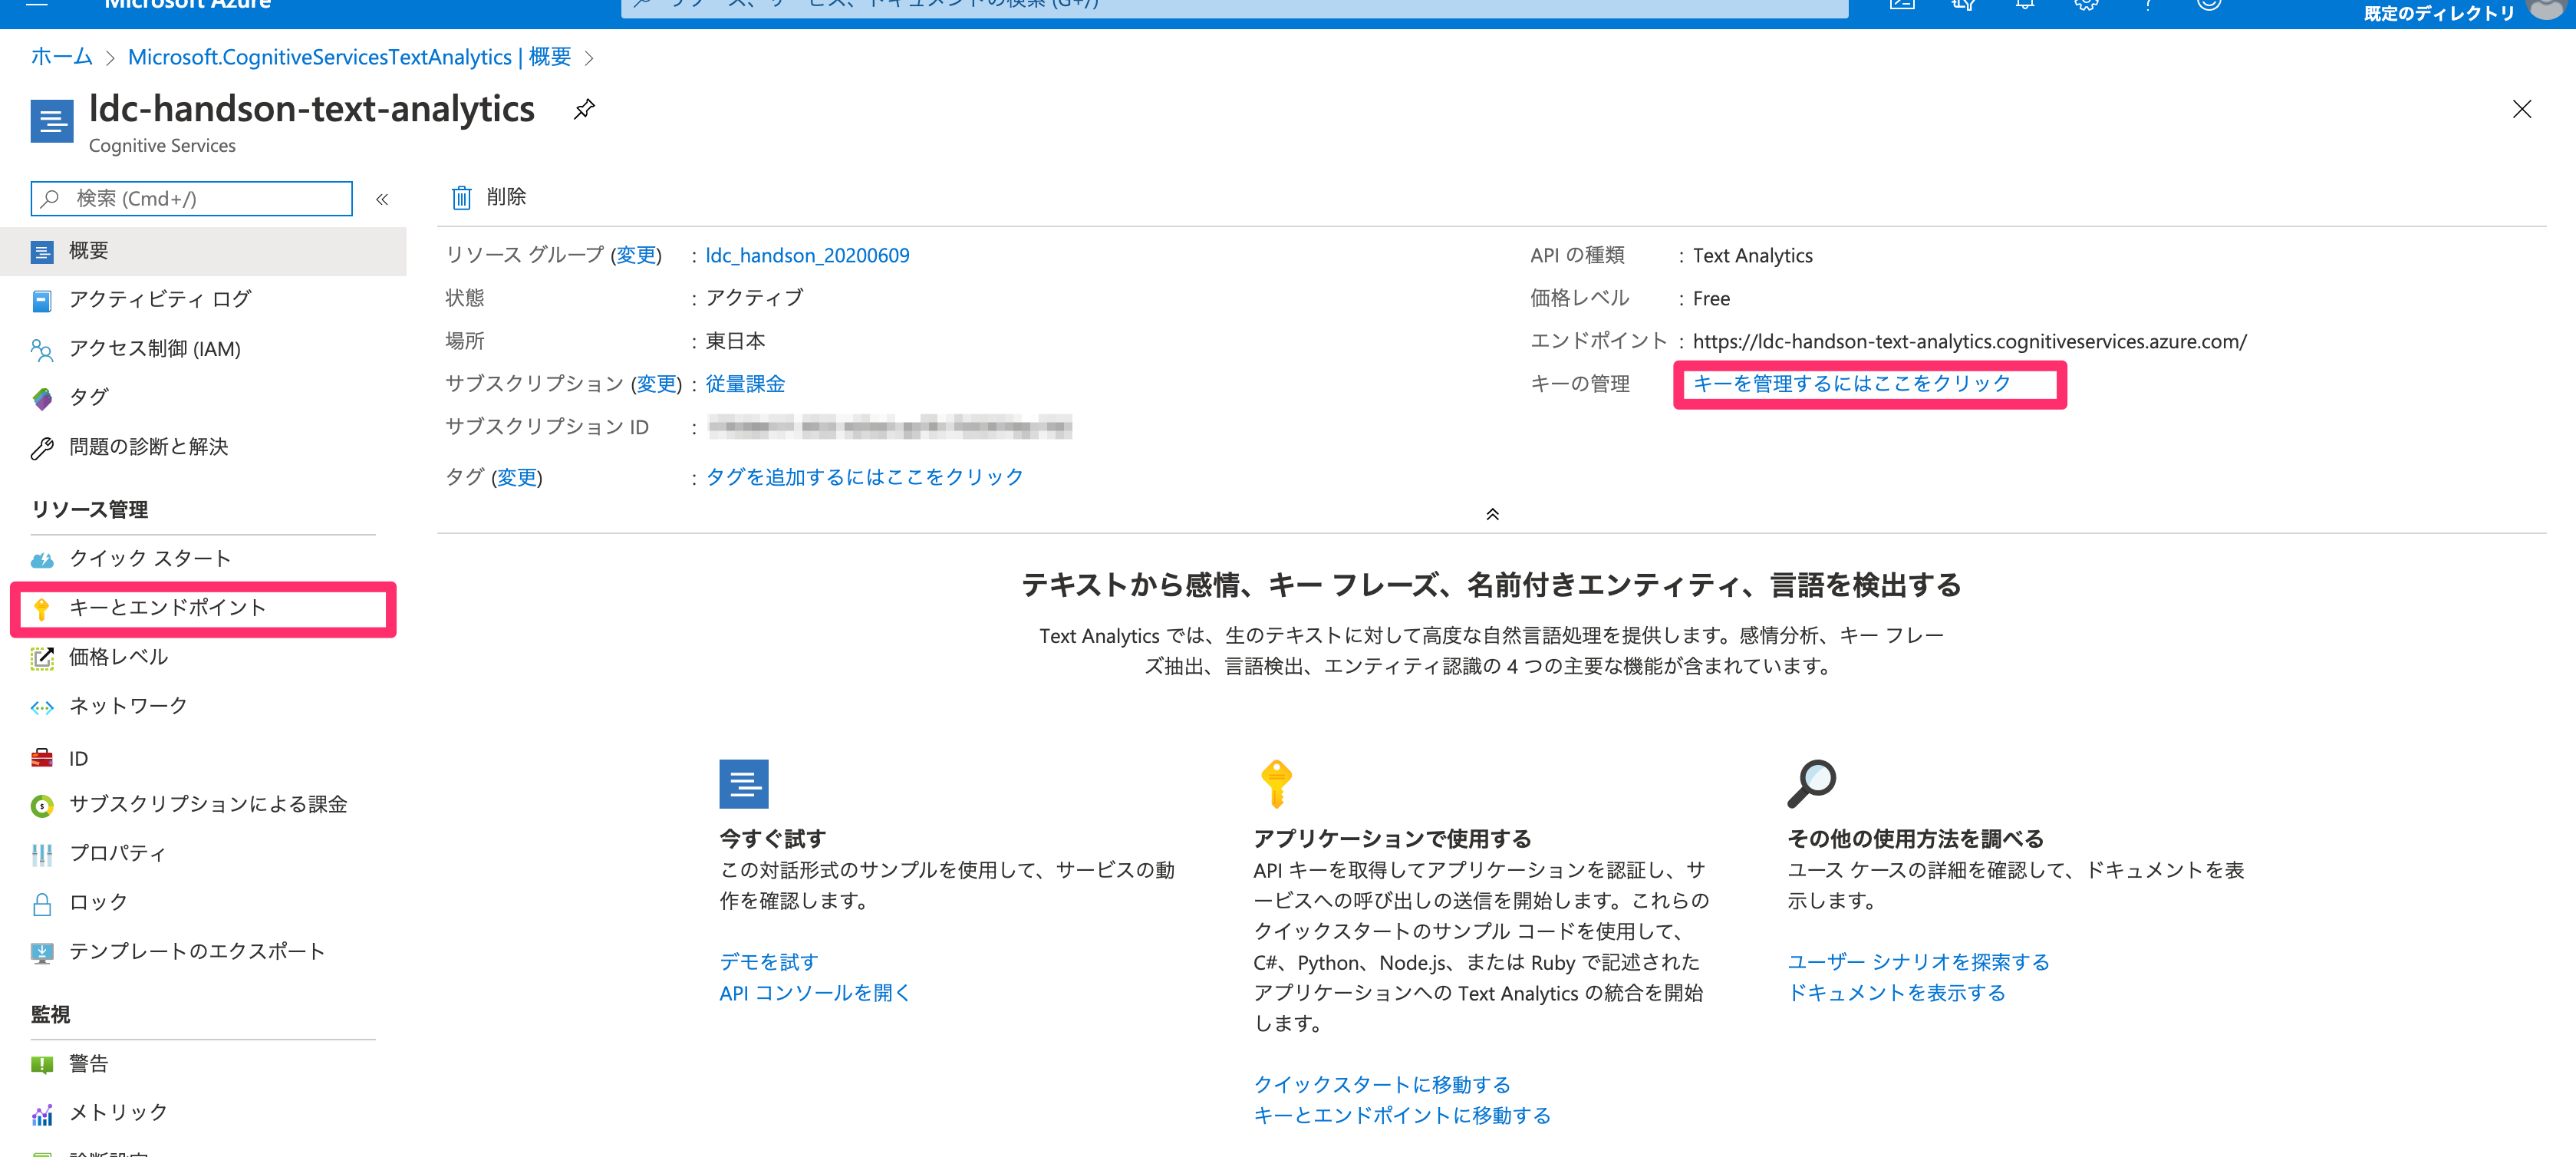 Microsoft Azure
リソース、サービス、ドキュメントの検索 (G+/)
既定のディレクトリ
ホーム > Microsoft.CognitiveServicesTextAnalytics | 概要 >
ldc-handson-text-analytics
Cognitive Services
検索 (Cmd+/)
«
概要
アクティビティ ログ
アクセス制御 (IAM)
タグ
問題の診断と解決
リソース管理
クイック スタート
キーとエンドポイント
価格レベル
ネットワーク
ID
サブスクリプションによる課金
プロパティ
ロック
テンプレートのエクスポート
監視
警告
メトリック
診断設定
削除
リソース グループ (変更) : ldc_handson_20200609
状態 : アクティブ
場所 : 東日本
サブスクリプション (変更) : 従量課金
サブスクリプション ID :
タグ (変更) : タグを追加するにはここをクリック
API の種類 : Text Analytics
価格レベル : Free
エンドポイント : https://ldc-handson-text-analytics.cognitiveservices.azure.com/
キーの管理 キーを管理するにはここをクリック
テキストから感情、キー フレーズ、名前付きエンティティ、言語を検出する
Text Analytics では、生のテキストに対して高度な自然言語処理を提供します。感情分析、キー フレー
ズ抽出、言語検出、エンティティ認識の 4 つの主要な機能が含まれています。
今すぐ試す
この対話形式のサンプルを使用して、サービスの動
作を確認します。
デモを試す
API コンソールを開く
アプリケーションで使用する
API キーを取得してアプリケーションを認証し、サ
ービスへの呼び出しの送信を開始します。これらの
クイックスタートのサンプル コードを使用して、
C#、Python、Node.js、または Ruby で記述された
アプリケーションへの Text Analytics の統合を開始
します。
クイックスタートに移動する
キーとエンドポイントに移動する
その他の使用方法を調べる
ユース ケースの詳細を確認して、ドキュメントを表
示します。
ユーザー シナリオを探索する
ドキュメントを表示する